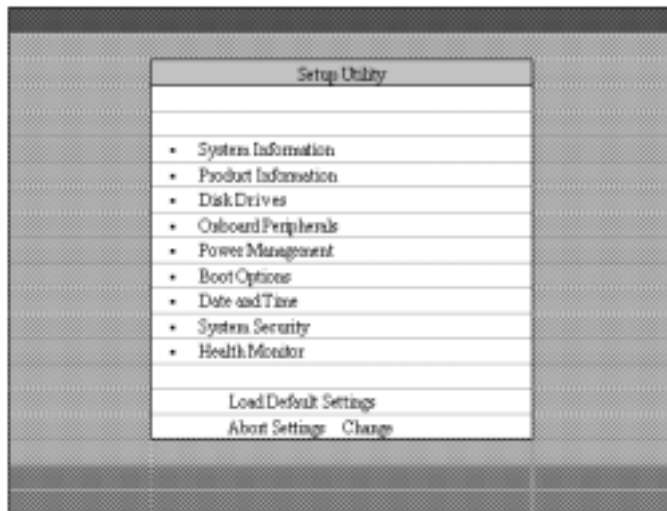 Setup Utility
• System Information
• Product Information
• Disk Drives
• Onboard Peripherals
• Power Management
• Boot Options
• Date and Time
• System Security
• Health Monitor
Load Default Settings
Abort Settings Change